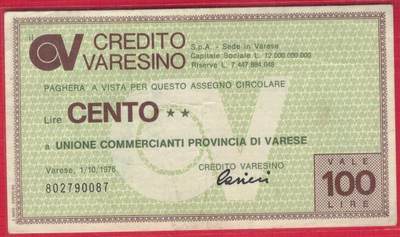 il CREDITO VARESINO
S.p.A. - Sede in Varese
Capitale Sociale L. 12.000.000.000
Riserve L. 7.447.884.048
PAGHERA' A VISTA PER QUESTO ASSEGNO CIRCOLARE
Lire CENTO **
a UNIONE COMMERCIANTI PROVINCIA DI VARESE
Varese, 1/10/1976
CREDITO VARESINO
802790087
VALE
100
LIRE